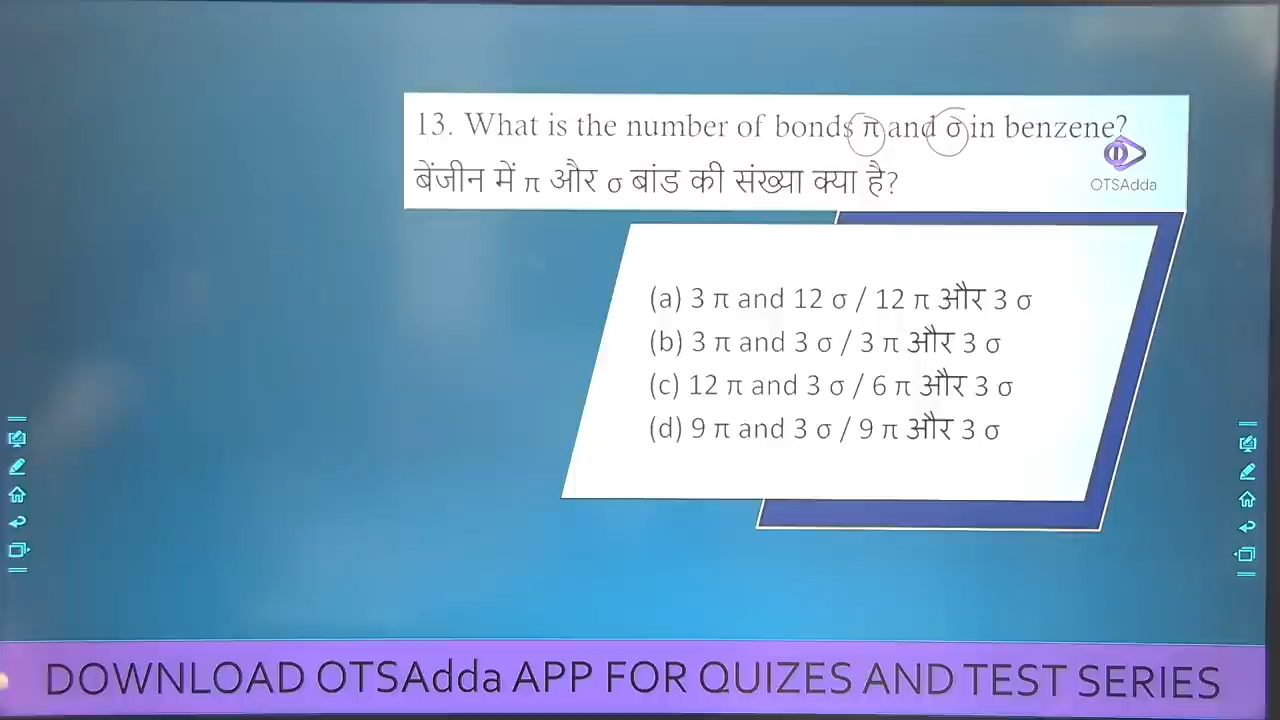 13. What is the number of bonds π and σ in benzene?
बेंजीन में π और σ बांड की संख्या क्या है?
OTSAdda
(a) 3 π and 12 σ / 12 π और 3 σ
(b) 3 π and 3 σ / 3 π और 3 σ
(c) 12 π and 3 σ / 6 π और 3 σ
(d) 9 π and 3 σ / 9 π और 3 σ
DOWNLOAD OTSAdda APP FOR QUIZES AND TEST SERIES